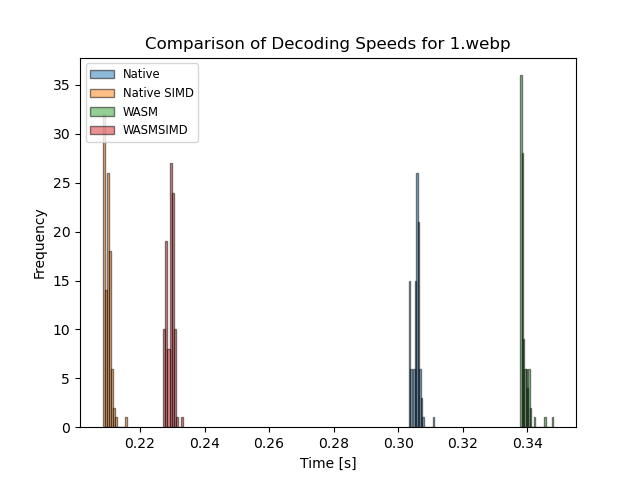 Comparison of Decoding Speeds for 1.webp
Native
Native SIMD
WASM
WASMSIMD
35
30
25
20
15
10
5
0
Frequency
0.22 0.24 0.26 0.28 0.30 0.32 0.34
Time [s]